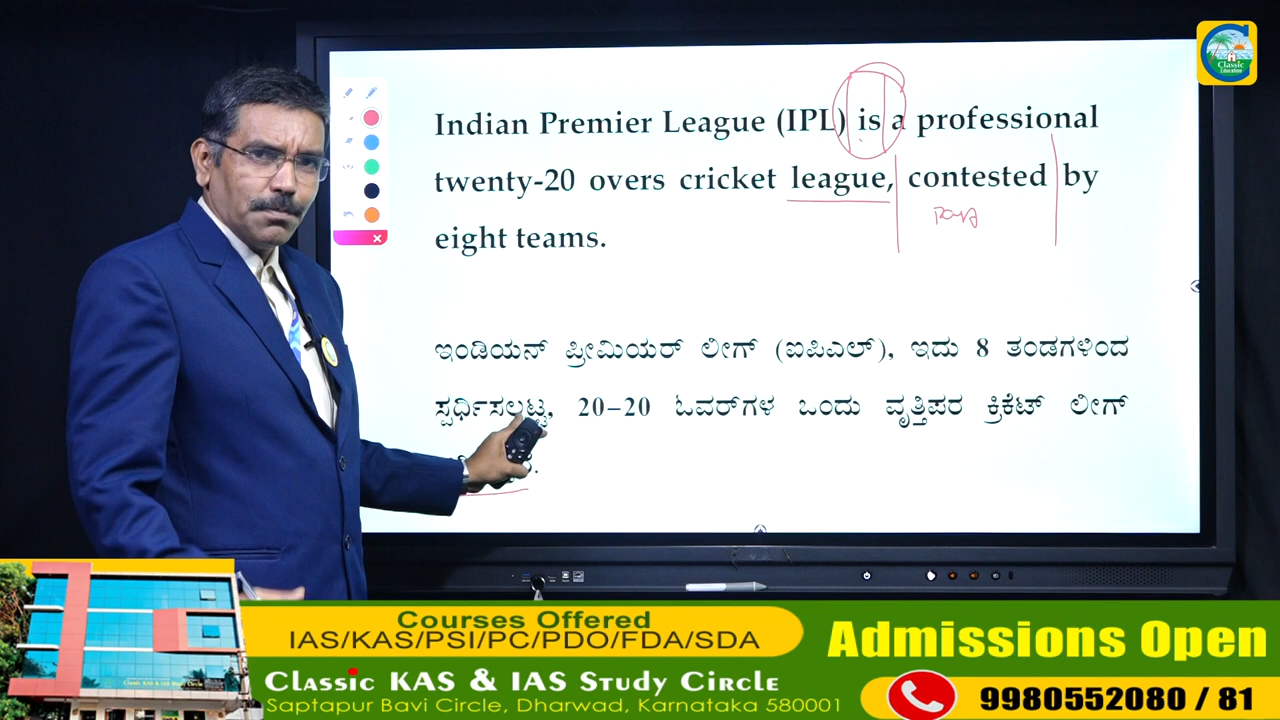 Classic
Education
Indian Premier League (IPL) is a professional
twenty-20 overs cricket league, contested by
eight teams.
ಇಂಡಿಯನ್ ಪ್ರೀಮಿಯರ್ ಲೀಗ್ (ಐಪಿಎಲ್), ಇದು 8 ತಂಡಗಳಿಂದ
ಸ್ಪರ್ಧಿಸಲ್ಪಟ್ಟ, 20–20 ಓವರ್‌ಗಳ ಒಂದು ವೃತ್ತಿಪರ ಕ್ರಿಕೆಟ್ ಲೀಗ್
Courses Offered
IAS/KAS/PSI/PC/PDO/FDA/SDA
Classic KAS & IAS Study Circle
Saptapur Bavi Circle, Dharwad, Karnataka 580001
Admissions Open
9980552080 / 81